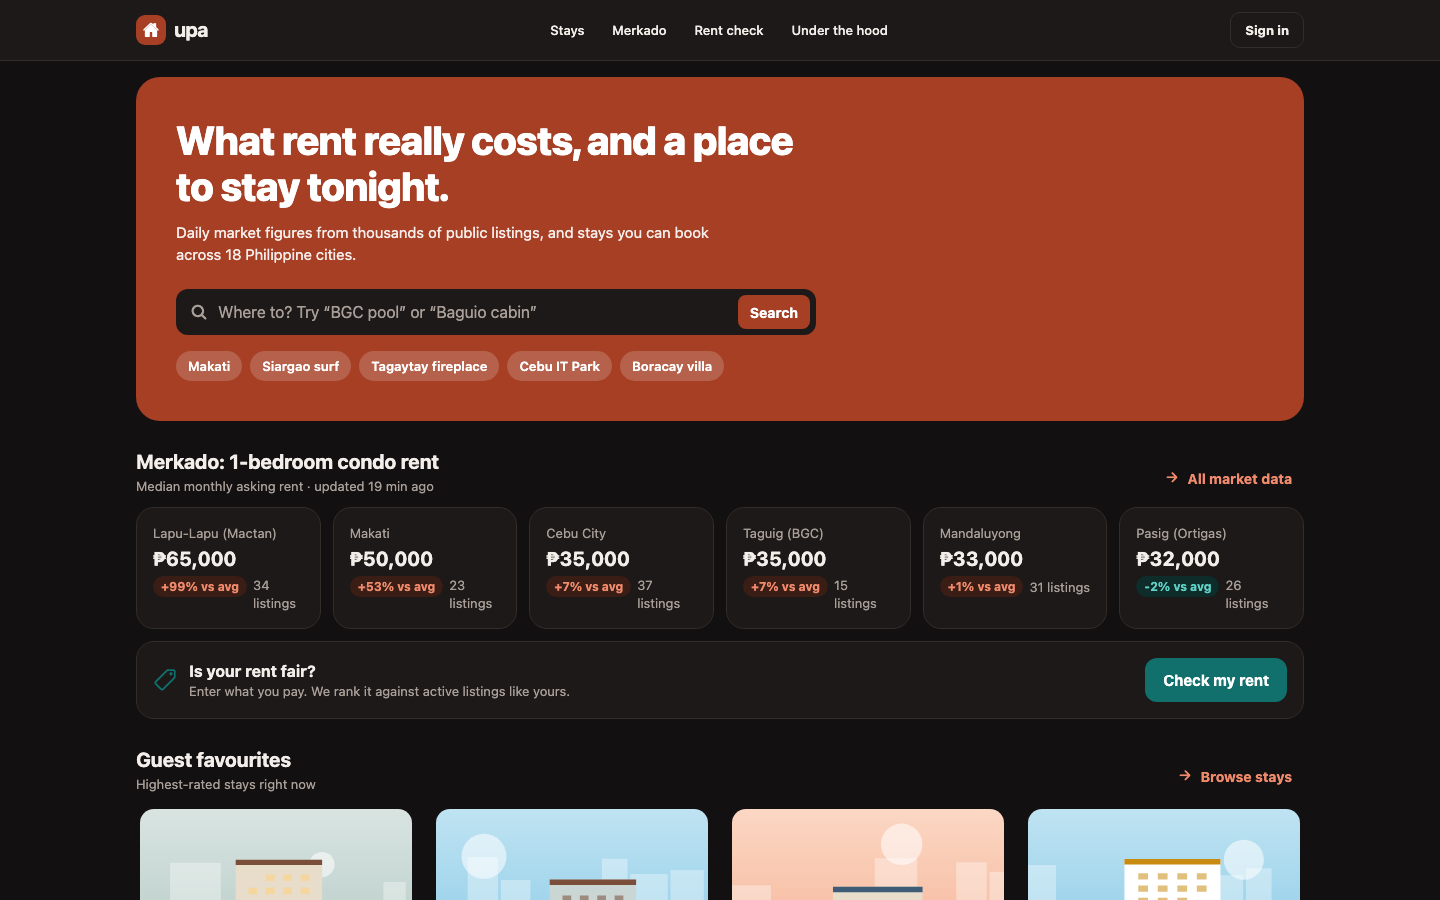 upa
Stays
Merkado
Rent check
Under the hood
Sign in
What rent really costs, and a place
to stay tonight.
Daily market figures from thousands of public listings, and stays you can book
across 18 Philippine cities.
Where to? Try “BGC pool” or “Baguio cabin”
Search
Makati
Siargao surf
Tagaytay fireplace
Cebu IT Park
Boracay villa
Merkado: 1-bedroom condo rent
Median monthly asking rent · updated 19 min ago
→ All market data
Lapu-Lapu (Mactan)
₱65,000
+99% vs avg
34
listings
Makati
₱50,000
+53% vs avg
23
listings
Cebu City
₱35,000
+7% vs avg
37
listings
Taguig (BGC)
₱35,000
+7% vs avg
15
listings
Mandaluyong
₱33,000
+1% vs avg
31 listings
Pasig (Ortigas)
₱32,000
-2% vs avg
26
listings
Is your rent fair?
Enter what you pay. We rank it against active listings like yours.
Check my rent
Guest favourites
Highest-rated stays right now
→ Browse stays